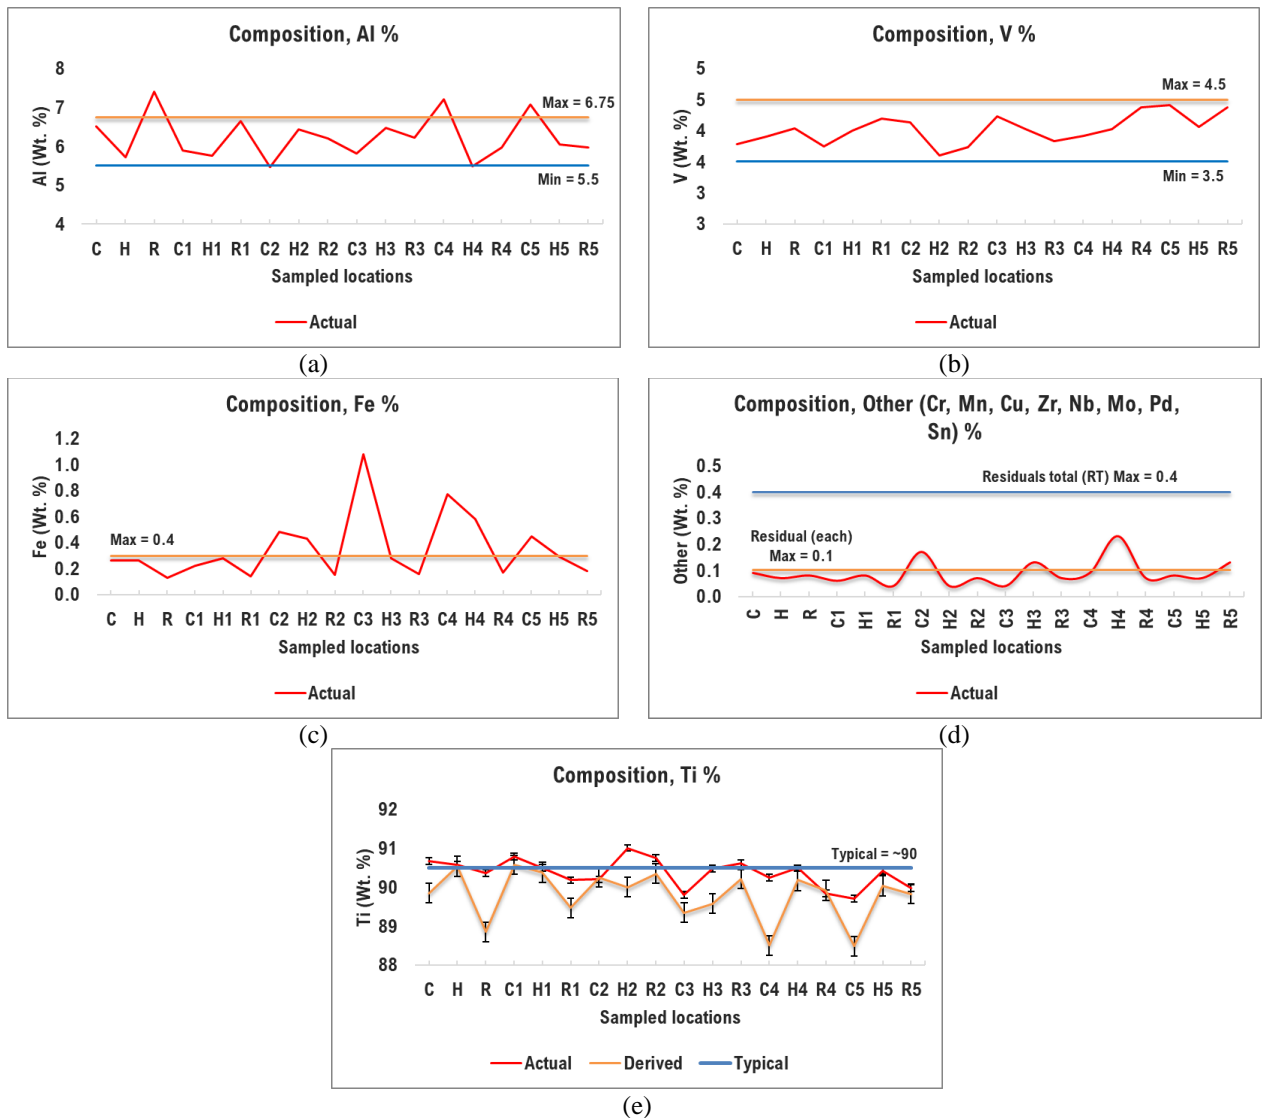 Composition, Al %
Al (Wt. %)
8
7
6
5
4
Max = 6.75
Min = 5.5
C H R C1 H1 R1 C2 H2 R2 C3 H3 R3 C4 H4 R4 C5 H5 R5
Sampled locations
Actual
(a)
Composition, V %
V (Wt. %)
5
5
4
4
3
3
Max = 4.5
Min = 3.5
C H R C1 H1 R1 C2 H2 R2 C3 H3 R3 C4 H4 R4 C5 H5 R5
Sampled locations
Actual
(b)
Composition, Fe %
Fe (Wt. %)
1.2
1.0
0.8
0.6
0.4
0.2
0.0
Max = 0.4
C H R C1 H1 R1 C2 H2 R2 C3 H3 R3 C4 H4 R4 C5 H5 R5
Sampled locations
Actual
(c)
Composition, Other (Cr, Mn, Cu, Zr, Nb, Mo, Pd,
Sn) %
Other (Wt. %)
0.5
0.4
0.3
0.2
0.1
0.0
Residuals total (RT) Max = 0.4
Residual (each)
Max = 0.1
C H R C1 H1 R1 C2 H2 R2 C3 H3 R3 C4 H4 R4 C5 H5 R5
Sampled locations
Actual
(d)
Composition, Ti %
Ti (Wt. %)
92
91
90
89
88
Typical = ~90
C H R C1 H1 R1 C2 H2 R2 C3 H3 R3 C4 H4 R4 C5 H5 R5
Sampled locations
Actual Derived Typical
(e)